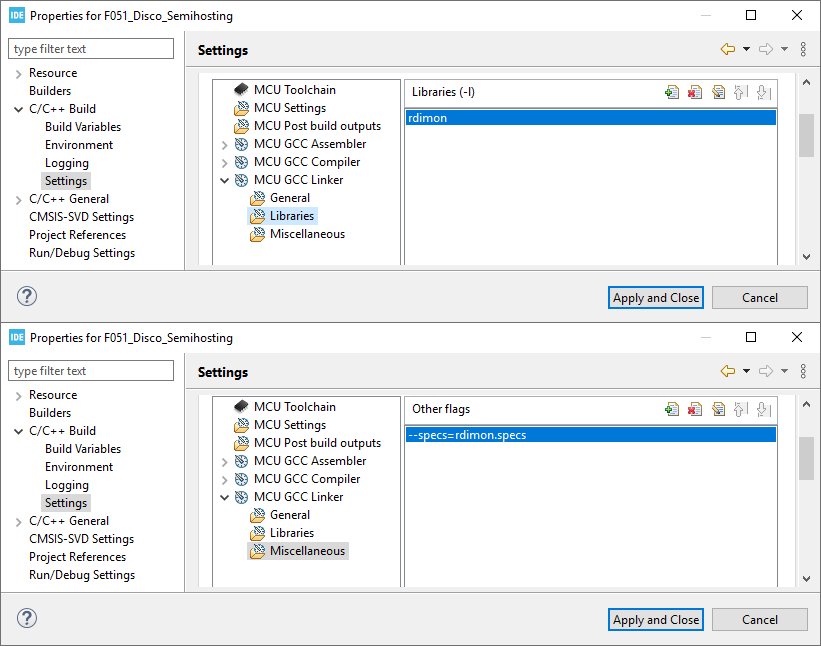 IDE Properties for F051_Disco_Semihosting
type filter text
Settings
Resource
Builders
C/C++ Build
Build Variables
Environment
Logging
Settings
C/C++ General
CMSIS-SVD Settings
Project References
Run/Debug Settings
MCU Toolchain
MCU Settings
MCU Post build outputs
MCU GCC Assembler
MCU GCC Compiler
MCU GCC Linker
General
Libraries
Miscellaneous
Libraries (-l)
rdimon
?
Apply and Close
Cancel
IDE Properties for F051_Disco_Semihosting
type filter text
Settings
Resource
Builders
C/C++ Build
Build Variables
Environment
Logging
Settings
C/C++ General
CMSIS-SVD Settings
Project References
Run/Debug Settings
MCU Toolchain
MCU Settings
MCU Post build outputs
MCU GCC Assembler
MCU GCC Compiler
MCU GCC Linker
General
Libraries
Miscellaneous
Other flags
--specs=rdimon.specs
?
Apply and Close
Cancel